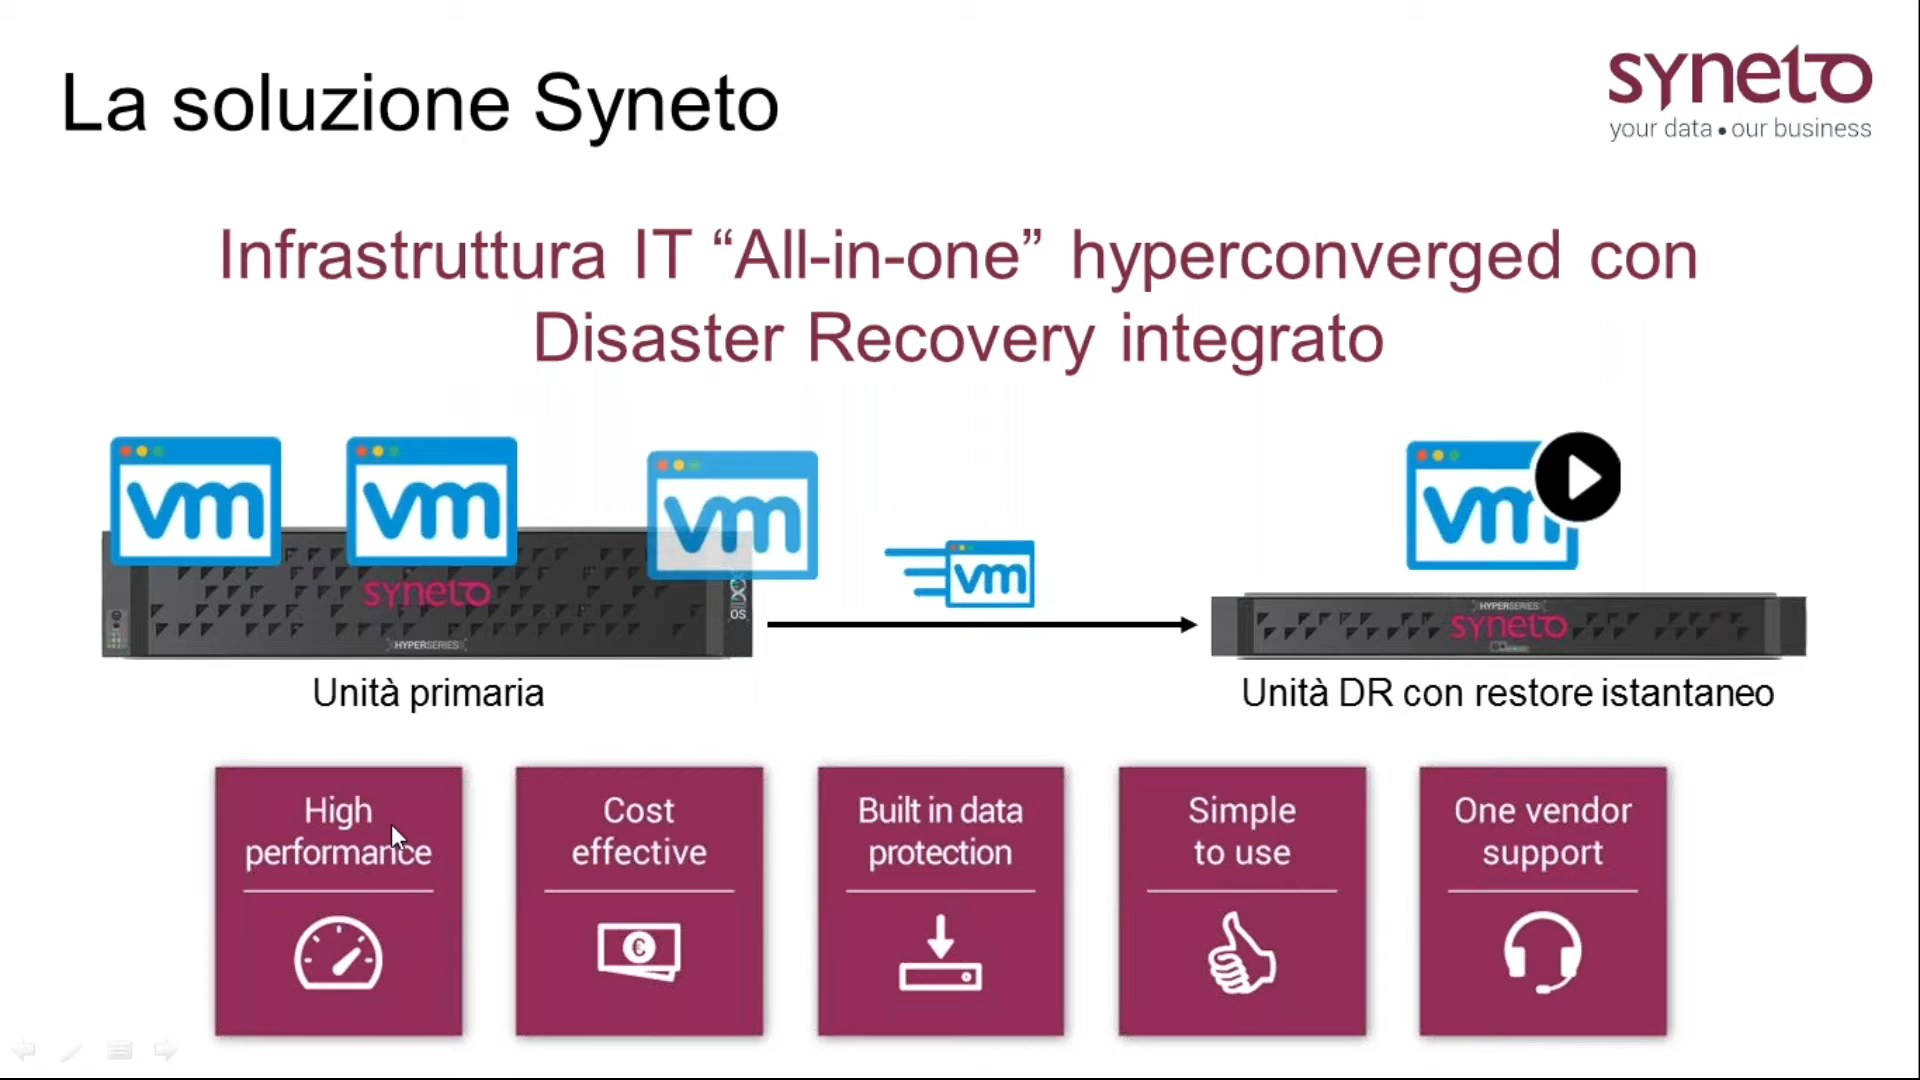 La soluzione Syneto
syneto
your data • our business
Infrastruttura IT “All-in-one” hyperconverged con
Disaster Recovery integrato
vm
vm
vm
vm
vm
syneto
OS
HYPERSERIES
HYPERSERIES
syneto
Unità primaria
Unità DR con restore istantaneo
High
performance
Cost
effective
€
Built in data
protection
Simple
to use
One vendor
support